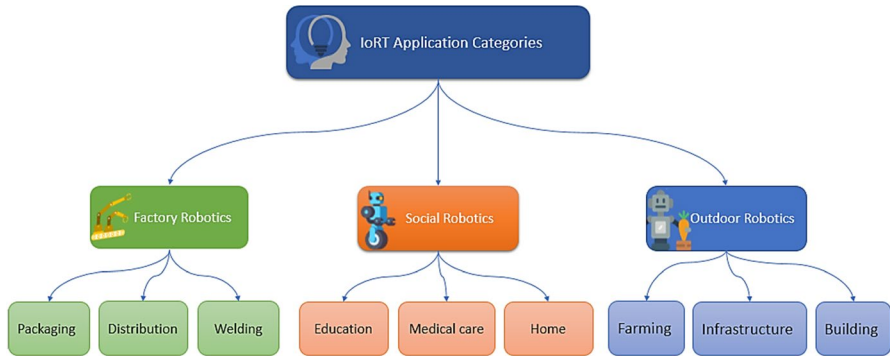 IoRT Application Categories
Factory Robotics
Social Robotics
Outdoor Robotics
Packaging
Distribution
Welding
Education
Medical care
Home
Farming
Infrastructure
Building